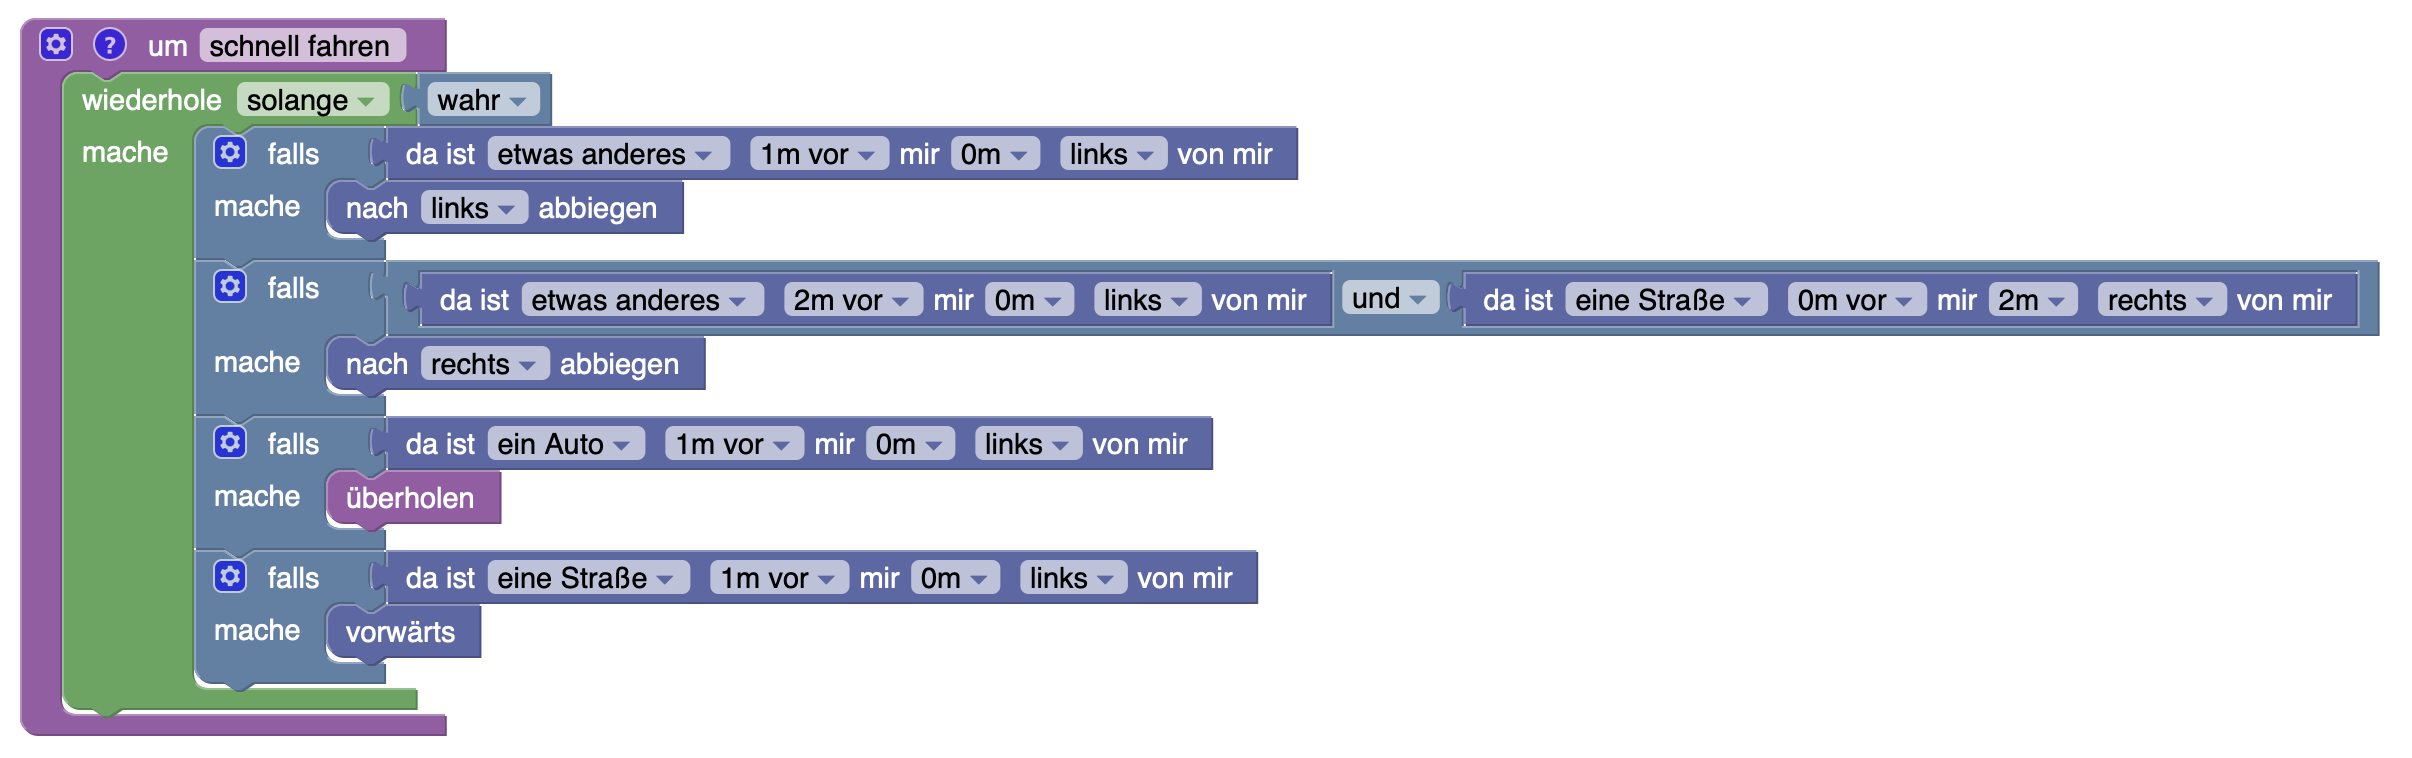 ? um schnell fahren
wiederhole solange wahr
mache falls da ist etwas anderes 1m vor mir 0m links von mir
mache nach links abbiegen
falls da ist etwas anderes 2m vor mir 0m links von mir und da ist eine Straße 0m vor mir 2m rechts von mir
mache nach rechts abbiegen
falls da ist ein Auto 1m vor mir 0m links von mir
mache überholen
falls da ist eine Straße 1m vor mir 0m links von mir
mache vorwärts